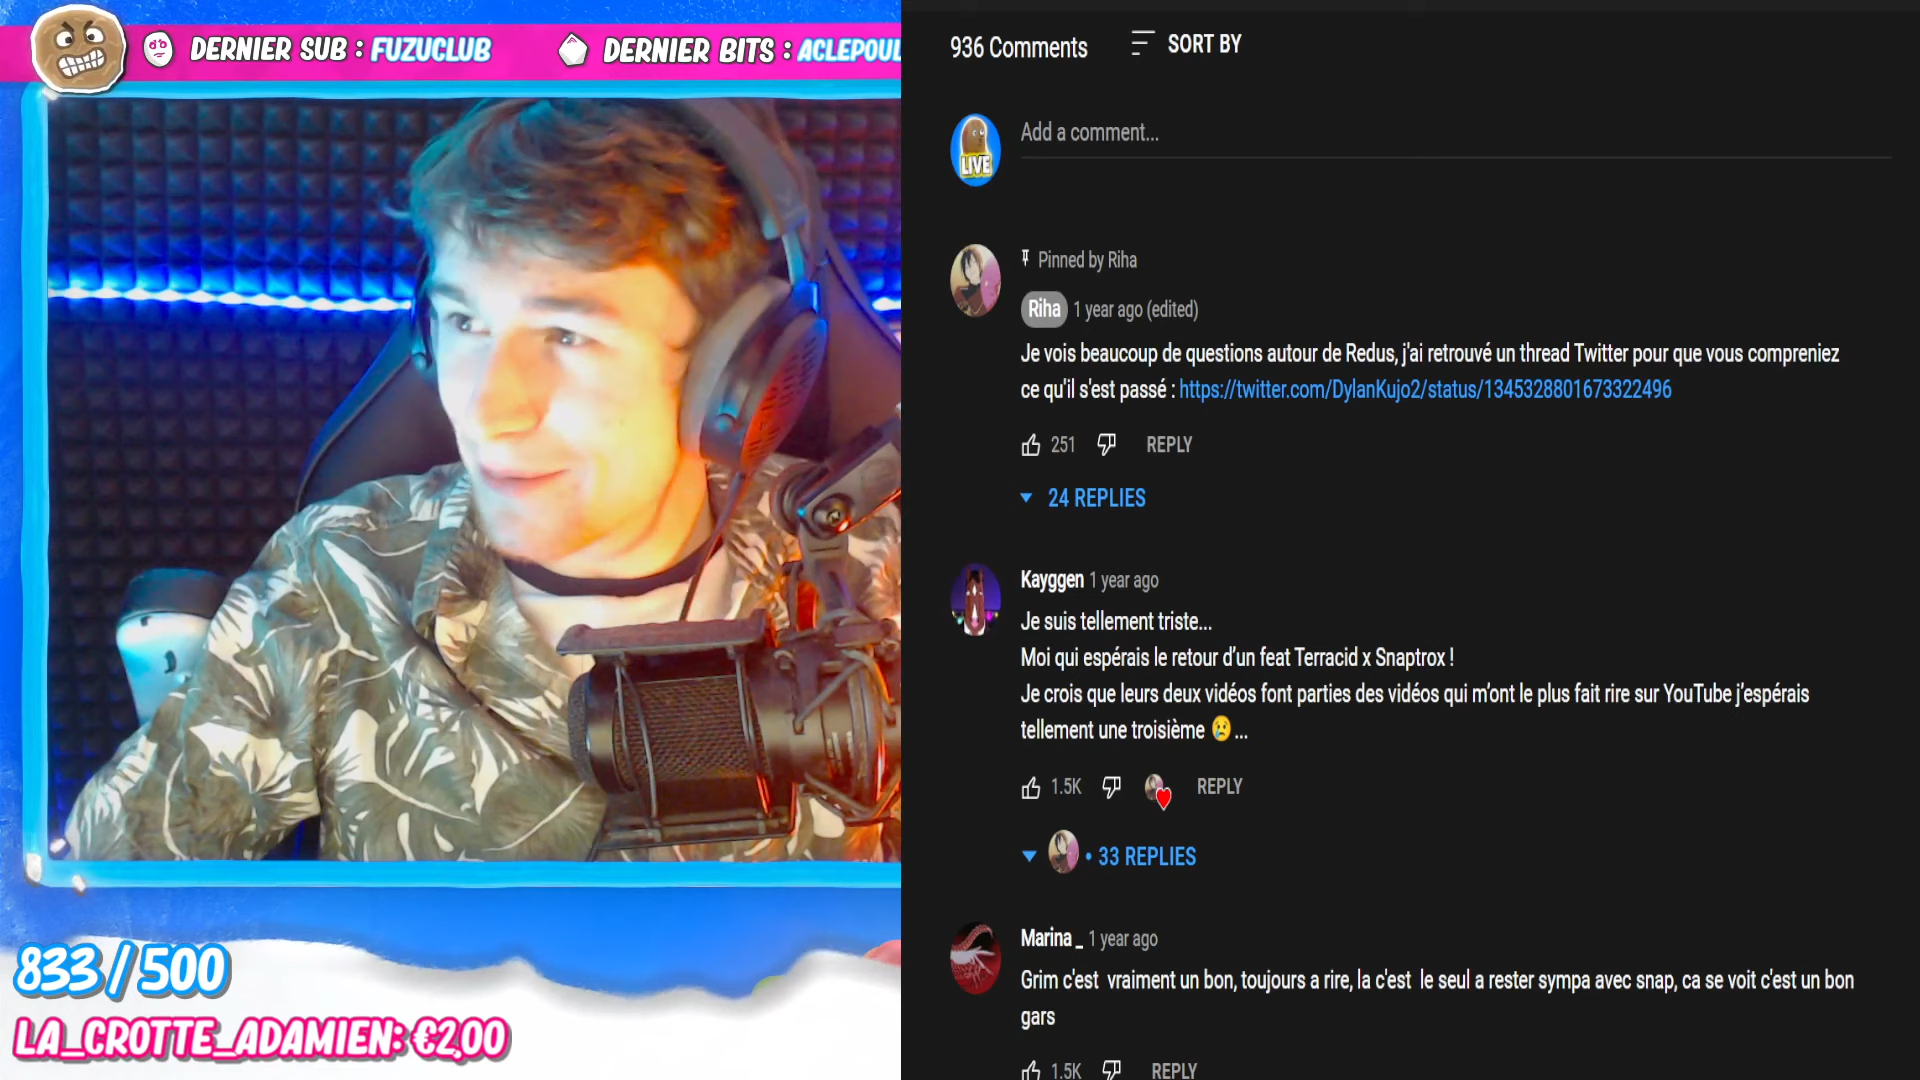 DERNIER SUB : FUZUCLUB
DERNIER BITS : ACLEPOUL
833 / 500
LA_CROTTE_ADAMIEN: €2,00
936 Comments
SORT BY
LIVE
Add a comment...
Pinned by Riha
Riha 1 year ago (edited)
Je vois beaucoup de questions autour de Redus, j'ai retrouvé un thread Twitter pour que vous compreniez
ce qu'il s'est passé : https://twitter.com/DylanKujo2/status/1345328801673322496
251 REPLY
24 REPLIES
Kayggen 1 year ago
Je suis tellement triste...
Moi qui espérais le retour d’un feat Terracid x Snaptrox !
Je crois que leurs deux vidéos font parties des vidéos qui m’ont le plus fait rire sur YouTube j’espérais
tellement une troisième 😢...
1.5K REPLY
• 33 REPLIES
Marina _ 1 year ago
Grim c'est vraiment un bon, toujours a rire, la c'est le seul a rester sympa avec snap, ca se voit c'est un bon
gars
1.5K REPLY